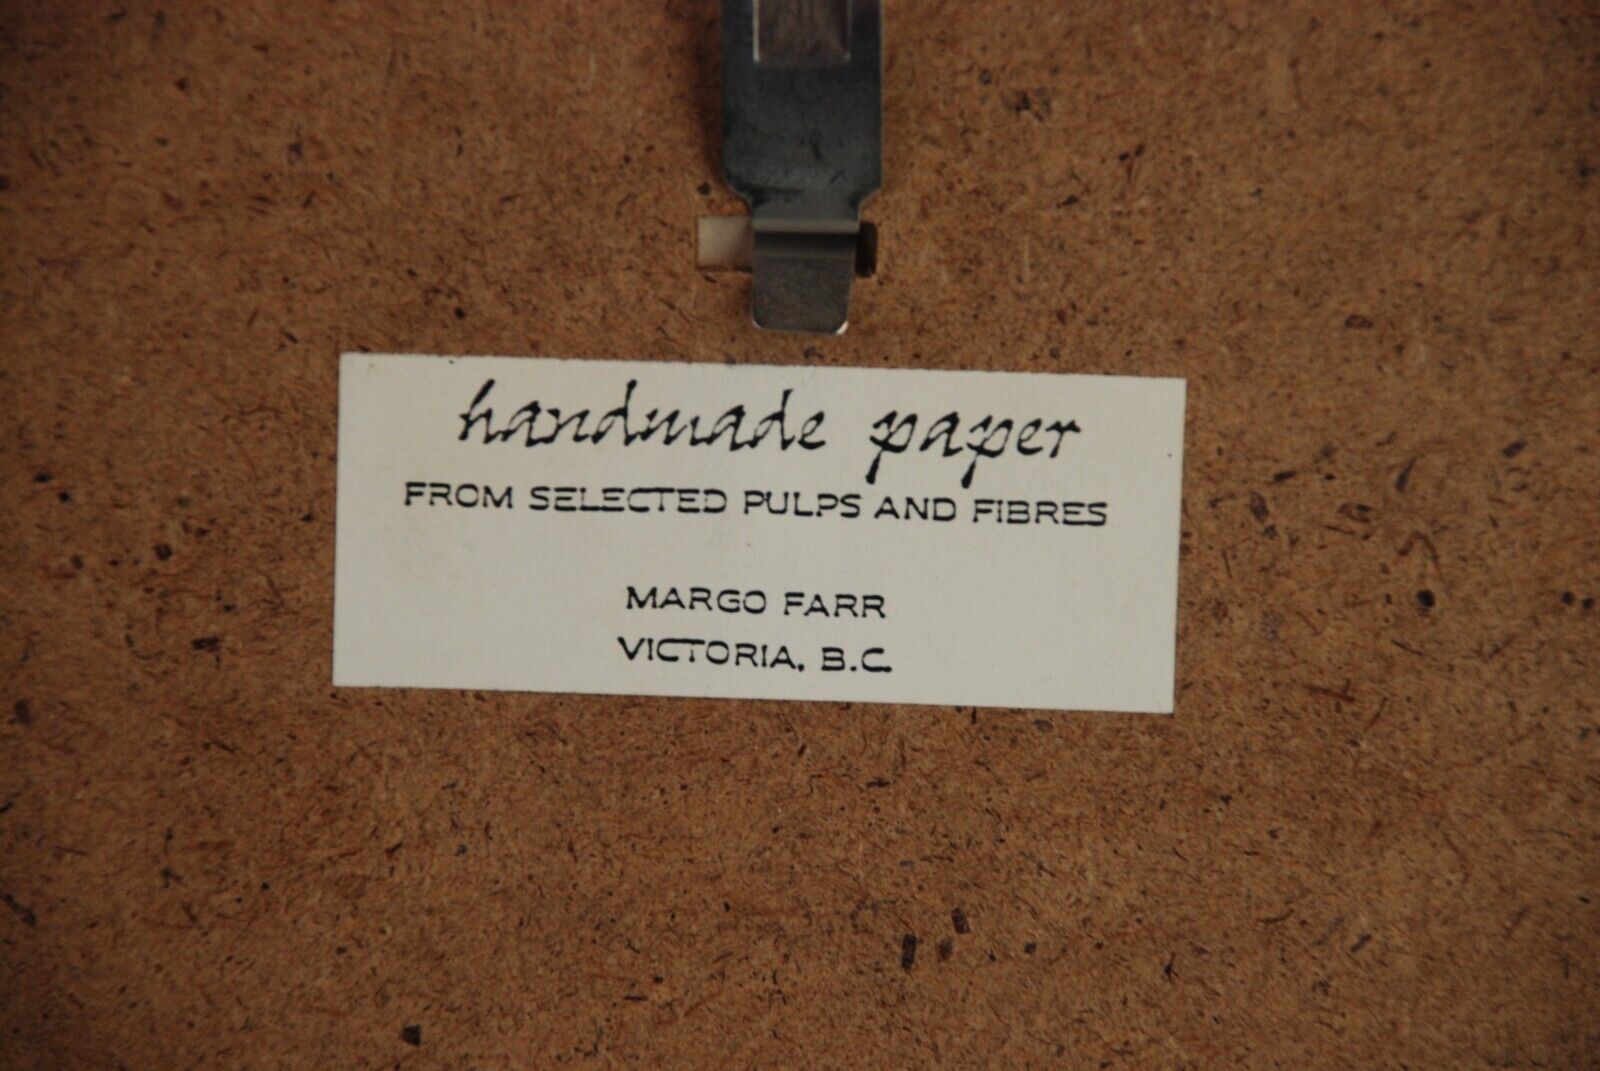 handmade paper
FROM SELECTED PULPS AND FIBRES
MARGO FARR
VICTORIA, B.C.